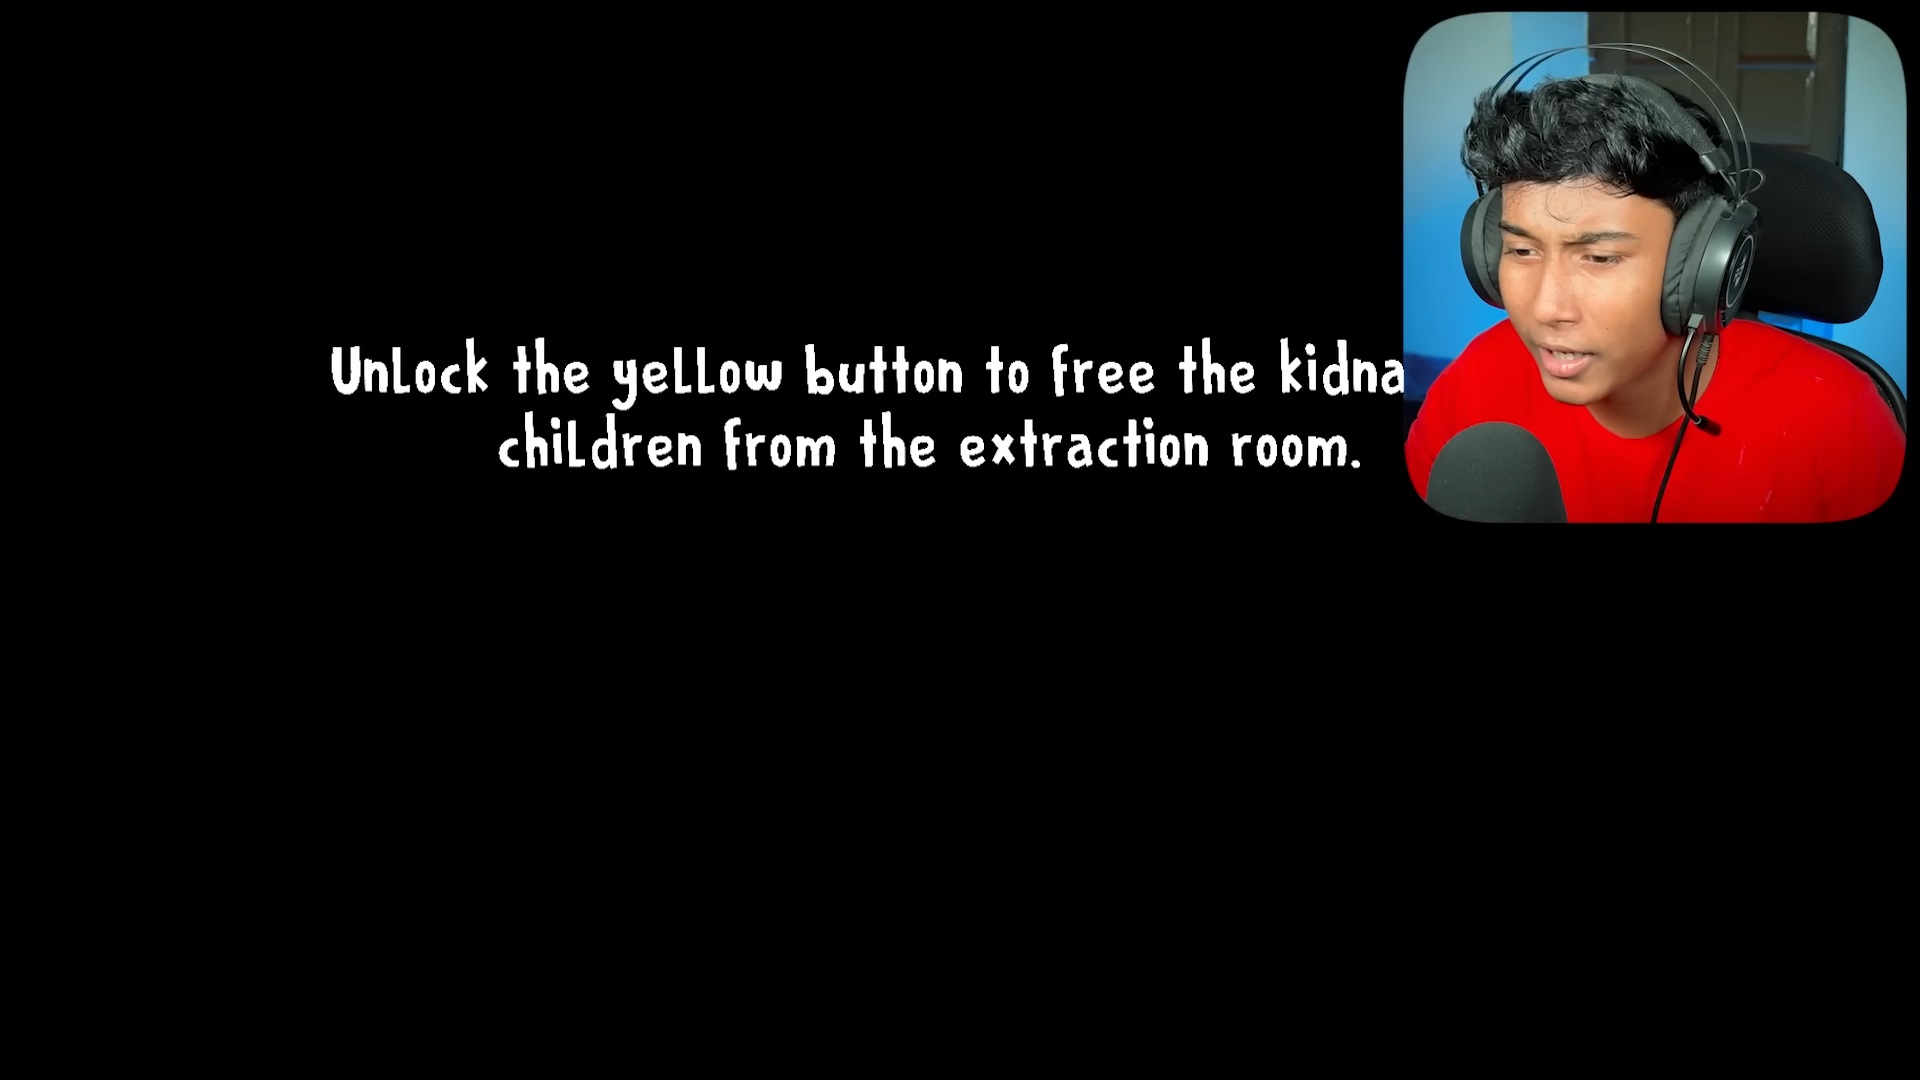 Unlock the yellow button to free the kidna
children from the extraction room.